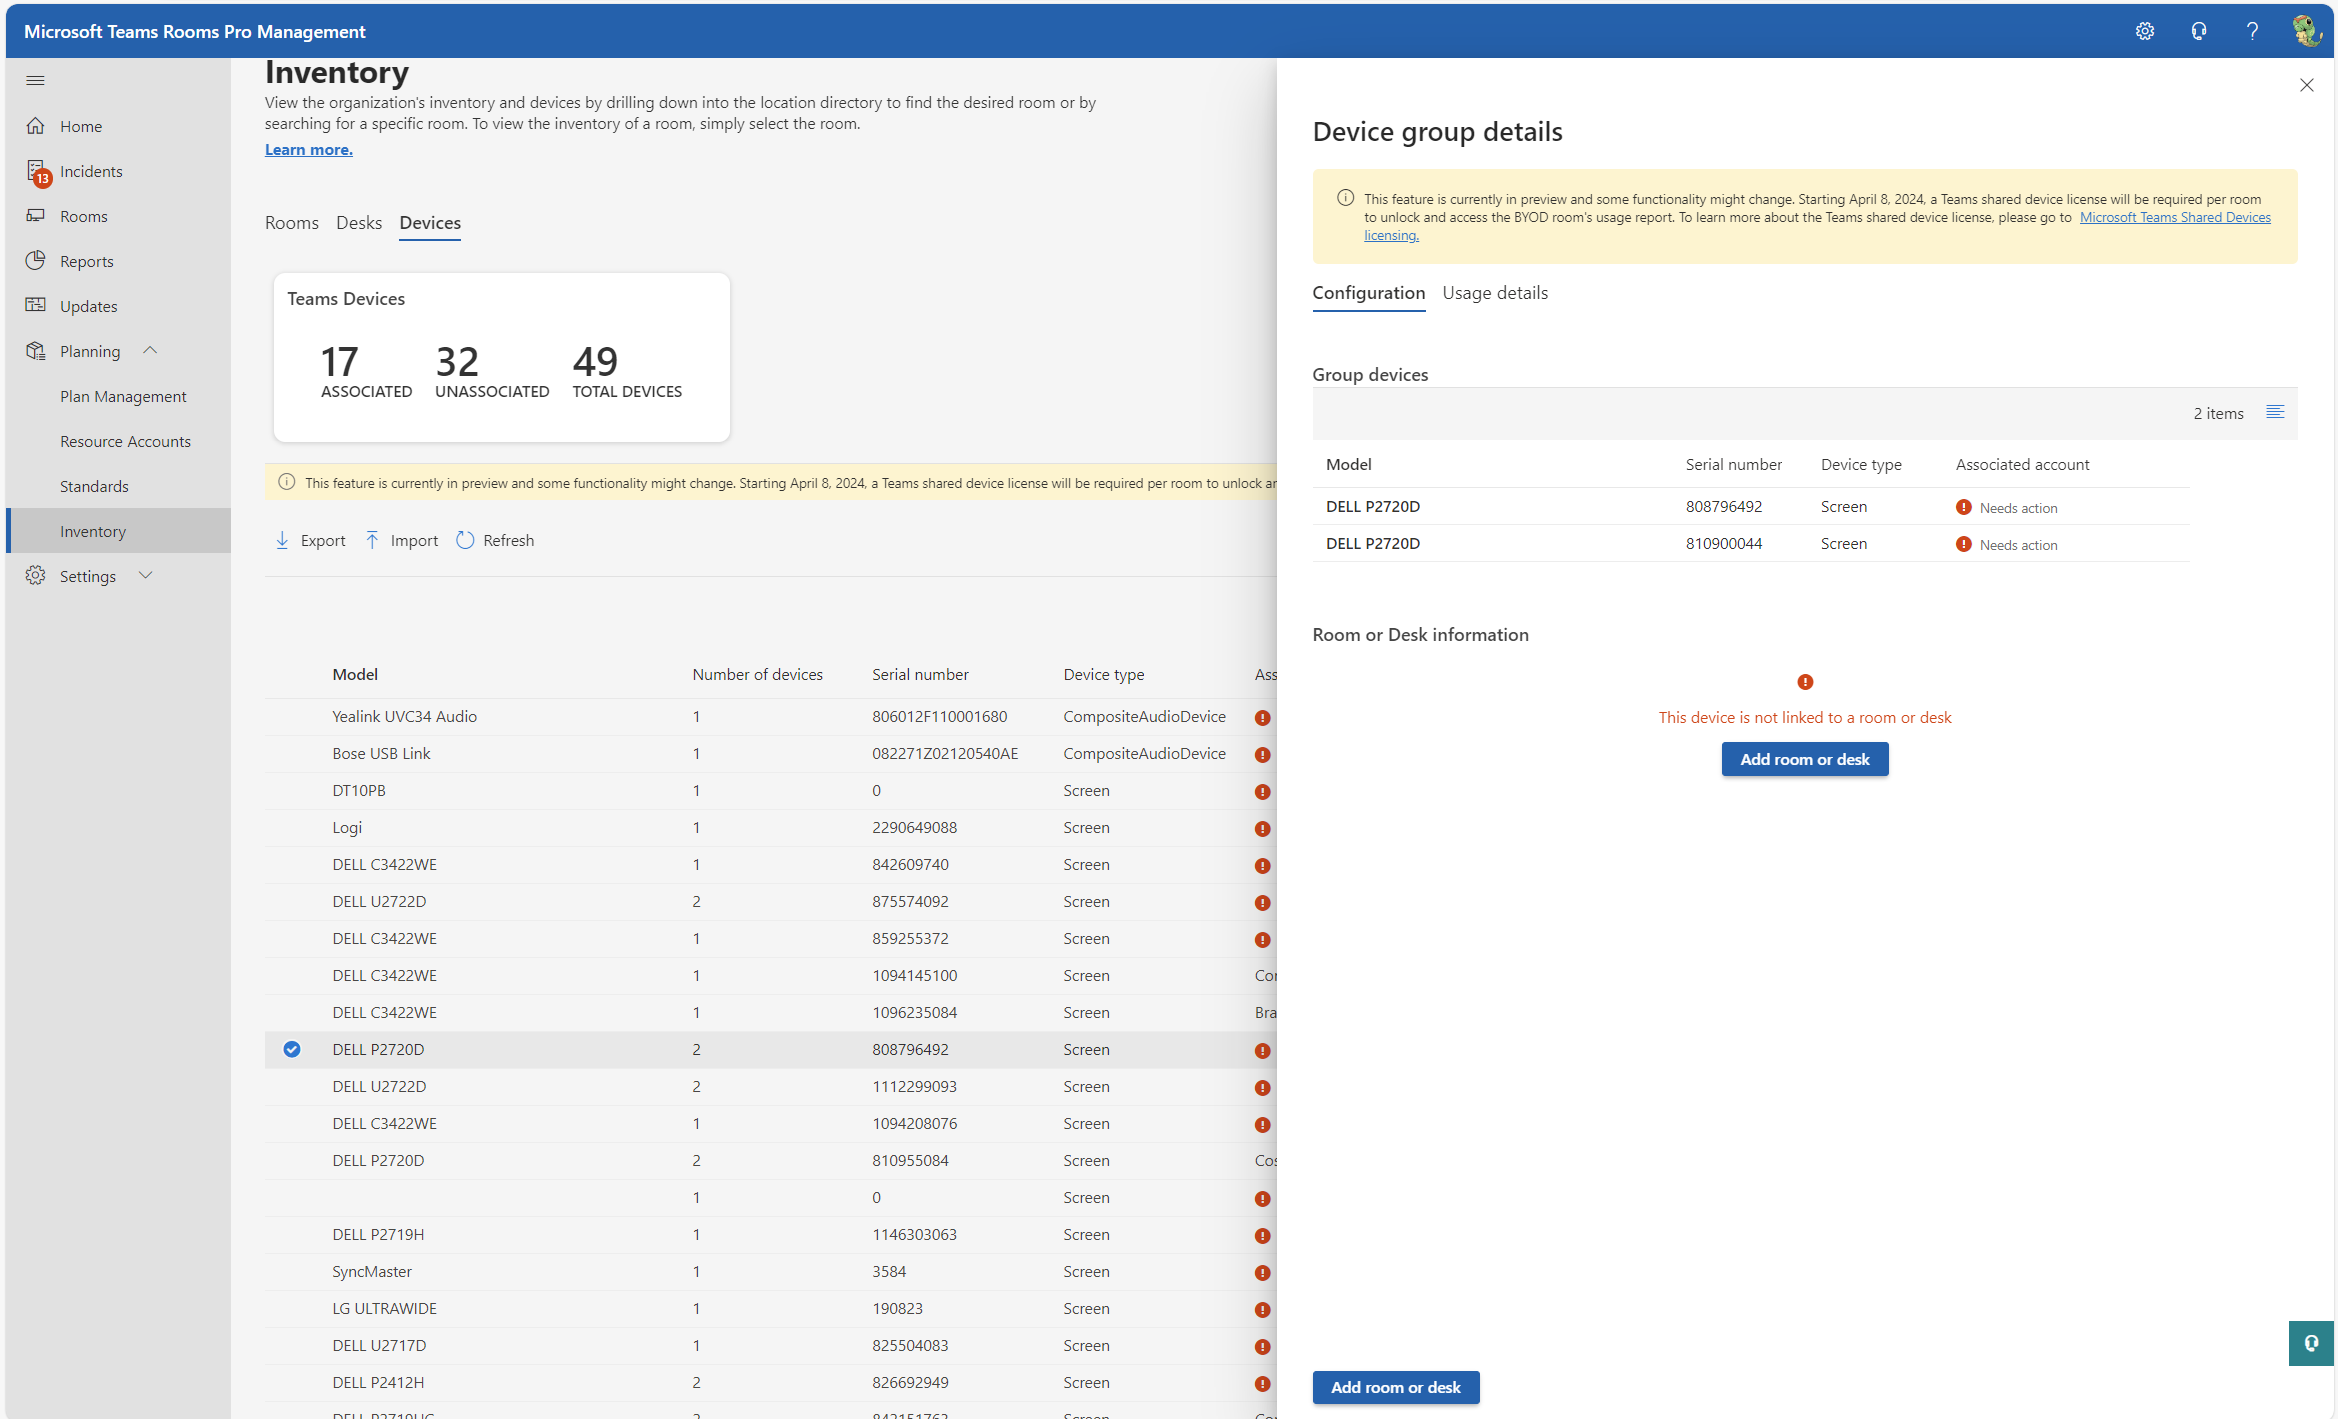 Microsoft Teams Rooms Pro Management
Home
13
Incidents
Rooms
Reports
Updates
Planning
Plan Management
Resource Accounts
Standards
Inventory
Settings
Inventory
View the organization's inventory and devices by drilling down into the location directory to find the desired room or by
searching for a specific room. To view the inventory of a room, simply select the room.
Learn more.
Rooms Desks Devices
Teams Devices
17 32 49
ASSOCIATED UNASSOCIATED TOTAL DEVICES
This feature is currently in preview and some functionality might change. Starting April 8, 2024, a Teams shared device license will be required per room to unlock ar
Export Import Refresh
Model Number of devices Serial number Device type Ass
Yealink UVC34 Audio 1 806012F110001680 CompositeAudioDevice
Bose USB Link 1 082271Z02120540AE CompositeAudioDevice
DT10PB 1 0 Screen
Logi 1 2290649088 Screen
DELL C3422WE 1 842609740 Screen
DELL U2722D 2 875574092 Screen
DELL C3422WE 1 859255372 Screen
DELL C3422WE 1 1094145100 Screen Cor
DELL C3422WE 1 1096235084 Screen Bra
DELL P2720D 2 808796492 Screen
DELL U2722D 2 1112299093 Screen
DELL C3422WE 1 1094208076 Screen
DELL P2720D 2 810955084 Screen Cos
1 0 Screen
DELL P2719H 1 1146303063 Screen
SyncMaster 1 3584 Screen
LG ULTRAWIDE 1 190823 Screen
DELL U2717D 1 825504083 Screen
DELL P2412H 2 826692949 Screen
Device group details
This feature is currently in preview and some functionality might change. Starting April 8, 2024, a Teams shared device license will be required per room
to unlock and access the BYOD room's usage report. To learn more about the Teams shared device license, please go to Microsoft Teams Shared Devices
licensing.
Configuration Usage details
Group devices
2 items
Model Serial number Device type Associated account
DELL P2720D 808796492 Screen Needs action
DELL P2720D 810900044 Screen Needs action
Room or Desk information
This device is not linked to a room or desk
Add room or desk
Add room or desk